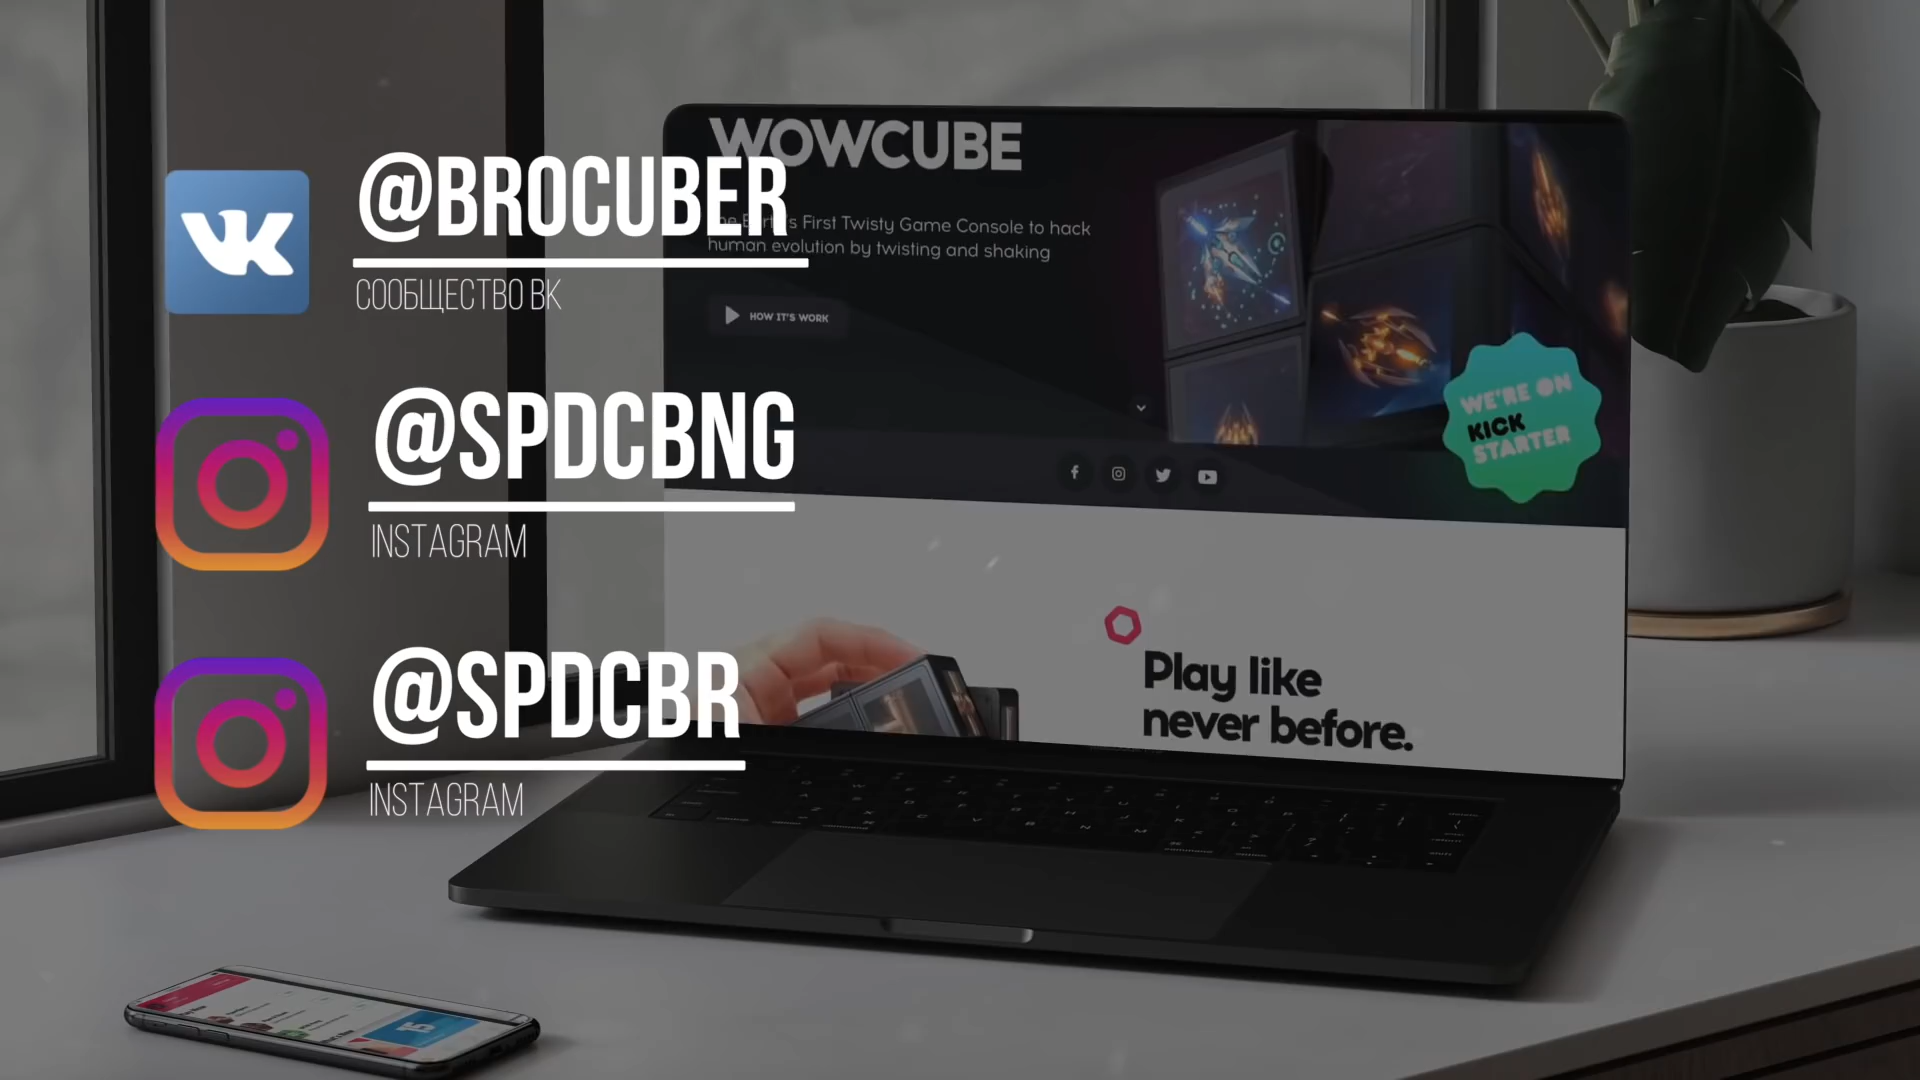 @BROCUBER
СООБЩЕСТВО ВК
@SPDCBNG
INSTAGRAM
@SPDCBR
INSTAGRAM
WOWCUBE
First Twisty Game Console to hack
human evolution by twisting and shaking
HOW IT'S WORK
WE'RE ON
KICK
STARTER
Play like
never before.
15